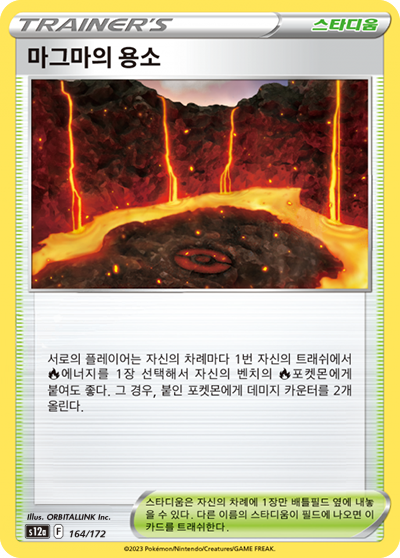 TRAINER'S
스타디움
마그마의 용소
서로의 플레이어는 자신의 차례마다 1번 자신의 트래쉬에서
에너지를 1장 선택해서 자신의 벤치의 포켓몬에게
붙여도 좋다. 그 경우, 붙인 포켓몬에게 데미지 카운터를 2개
올린다.
Illus. ORBITALLINK Inc.
스타디움은 자신의 차례에 1장만 배틀필드 옆에 내놓
을 수 있다. 다른 이름의 스타디움이 필드에 나오면 이
카드를 트래쉬한다.
s12a F 164/172
©2023 Pokémon/Nintendo/Creatures/GAME FREAK.